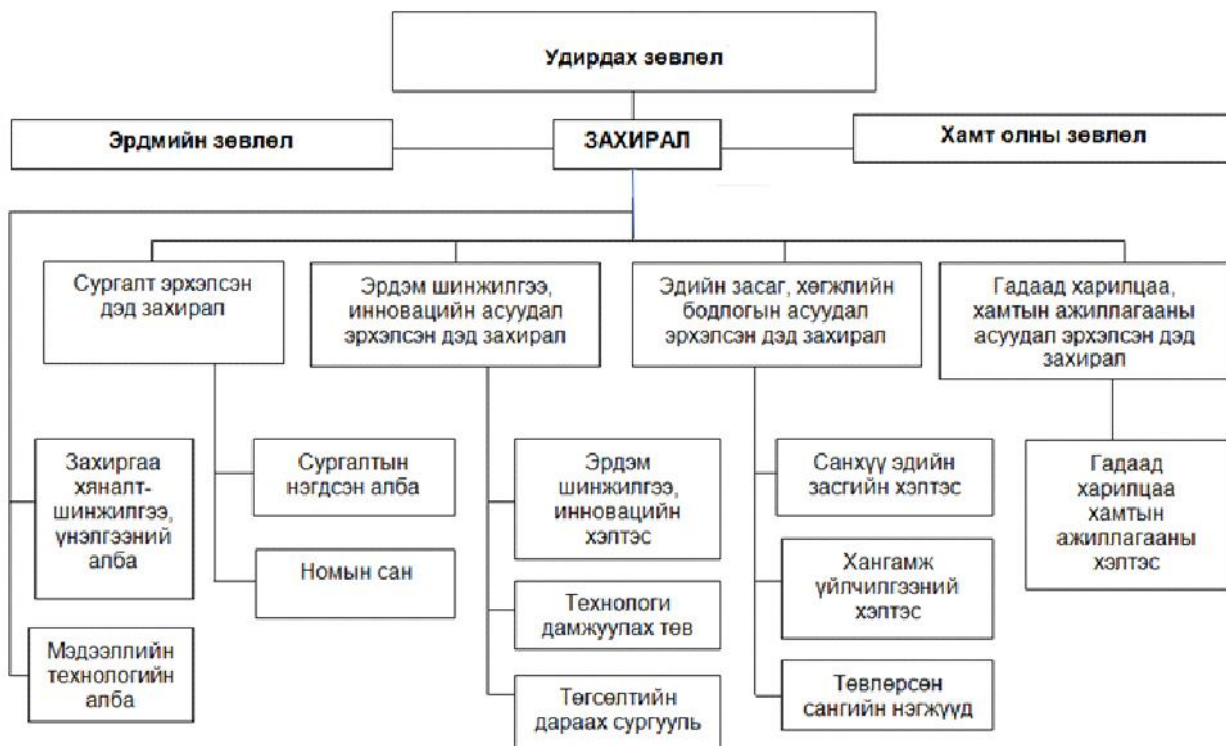 Удирдах зөвлөл
Эрдмийн зөвлөл
ЗАХИРАЛ
Хамт олны зөвлөл
Сургалт эрхэлсэн
дэд захирал
Эрдэм шинжилгээ,
инновацийн асуудал
эрхэлсэн дэд захирал
Эдийн засаг, хөгжлийн
бодлогын асуудал
эрхэлсэн дэд захирал
Гадаад харилцаа,
хамтын ажиллагааны
асуудал эрхэлсэн дэд
захирал
Захиргаа
хяналт-
шинжилгээ,
үнэлгээний
алба
Сургалтын
нэгдсэн алба
Эрдэм
шинжилгээ,
инновацийн
хэлтэс
Санхүү эдийн
засгийн хэлтэс
Гадаад
харилцаа
хамтын
ажиллагааны
хэлтэс
Номын сан
Хангамж
үйлчилгээний
хэлтэс
Технологи
дамжуулах төв
Мэдээллийн
технологийн
алба
Төгсөлтийн
дараах сургууль
Төвлөрсөн
сангийн нэгжүүд